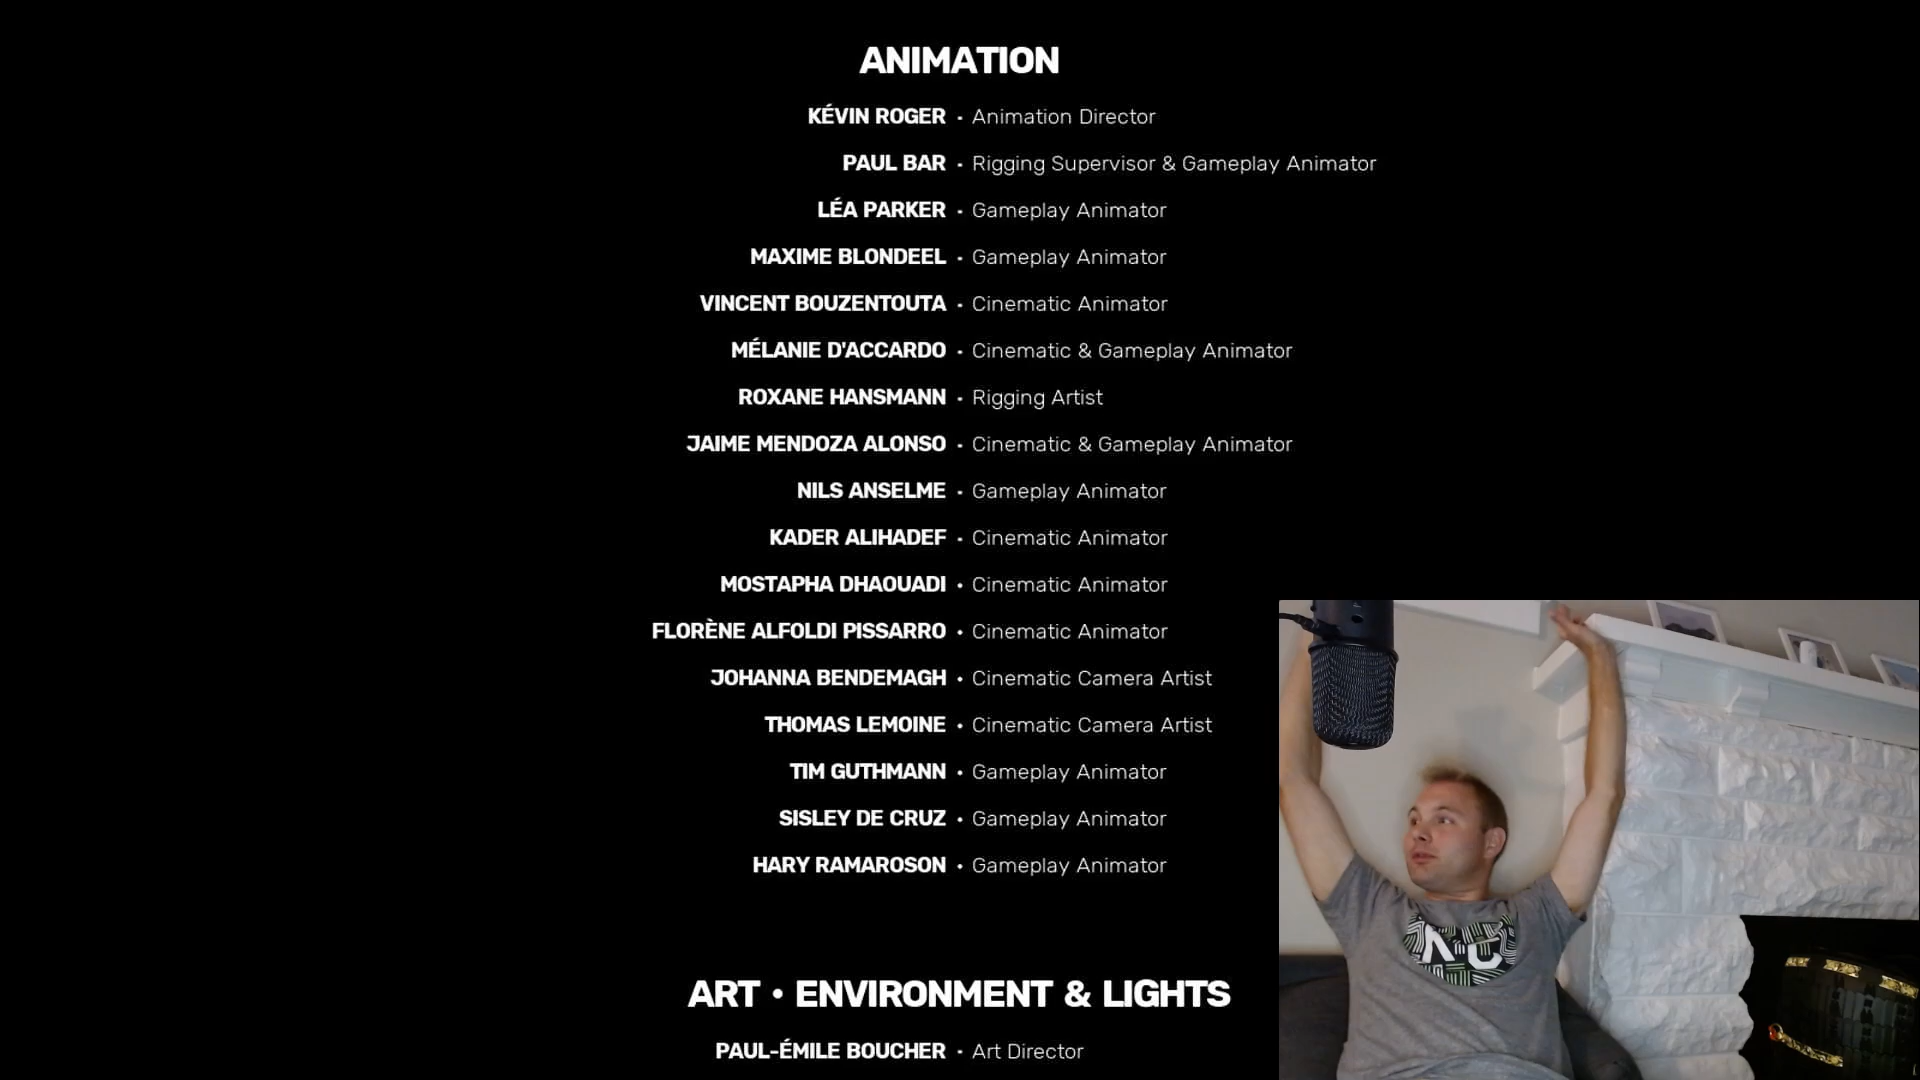 ANIMATION
KÉVIN ROGER • Animation Director
PAUL BAR • Rigging Supervisor & Gameplay Animator
LÉA PARKER • Gameplay Animator
MAXIME BLONDEEL • Gameplay Animator
VINCENT BOUZENTOUTA • Cinematic Animator
MÉLANIE D'ACCARDO • Cinematic & Gameplay Animator
ROXANE HANSMANN • Rigging Artist
JAIME MENDOZA ALONSO • Cinematic & Gameplay Animator
NILS ANSELME • Gameplay Animator
KADER ALIHADEF • Cinematic Animator
MOSTAPHA DHAOUADI • Cinematic Animator
FLORÈNE ALFOLDI PISSARRO • Cinematic Animator
JOHANNA BENDEMAGH • Cinematic Camera Artist
THOMAS LEMOINE • Cinematic Camera Artist
TIM GUTHMANN • Gameplay Animator
SISLEY DE CRUZ • Gameplay Animator
HARY RAMAROSON • Gameplay Animator
ART • ENVIRONMENT & LIGHTS
PAUL-ÉMILE BOUCHER • Art Director